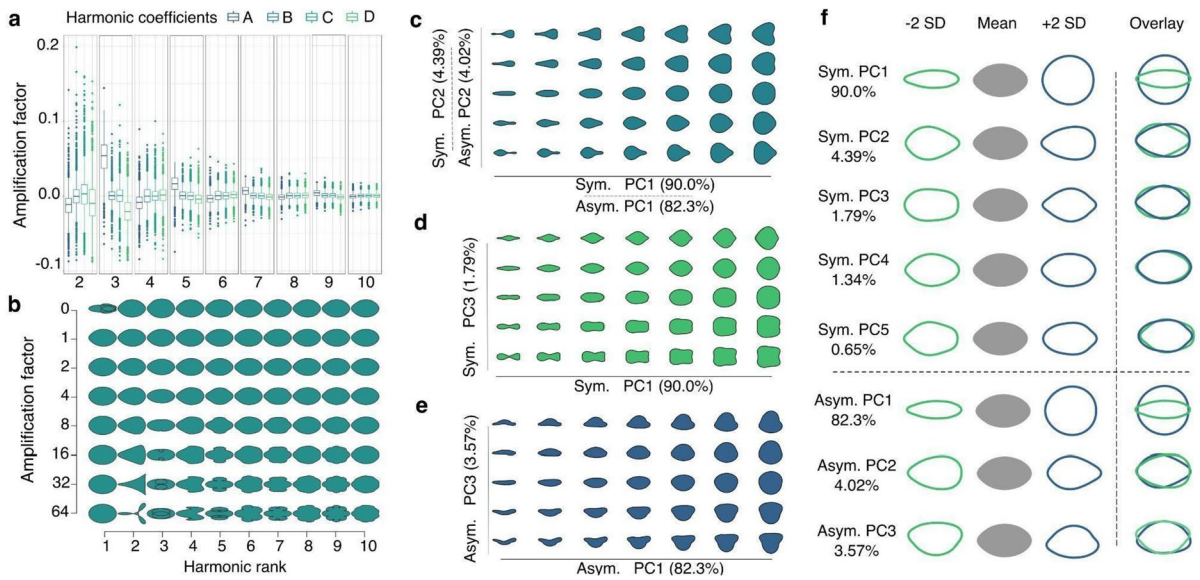 a
Harmonic coefficients A B C D
Amplification factor
0.2
0.1
0.0
-0.1
2 3 4 5 6 7 8 9 10
b
Amplification factor
0
1
2
4
8
16
32
64
1 2 3 4 5 6 7 8 9 10
Harmonic rank
c
Sym. PC2 (4.39%)
Asym. PC2 (4.02%)
Sym. PC1 (90.0%)
Asym. PC1 (82.3%)
d
Sym. PC3 (1.79%)
Sym. PC1 (90.0%)
e
Asym. PC3 (3.57%)
Asym. PC1 (82.3%)
f
-2 SD Mean +2 SD Overlay
Sym. PC1
90.0%
Sym. PC2
4.39%
Sym. PC3
1.79%
Sym. PC4
1.34%
Sym. PC5
0.65%
Asym. PC1
82.3%
Asym. PC2
4.02%
Asym. PC3
3.57%